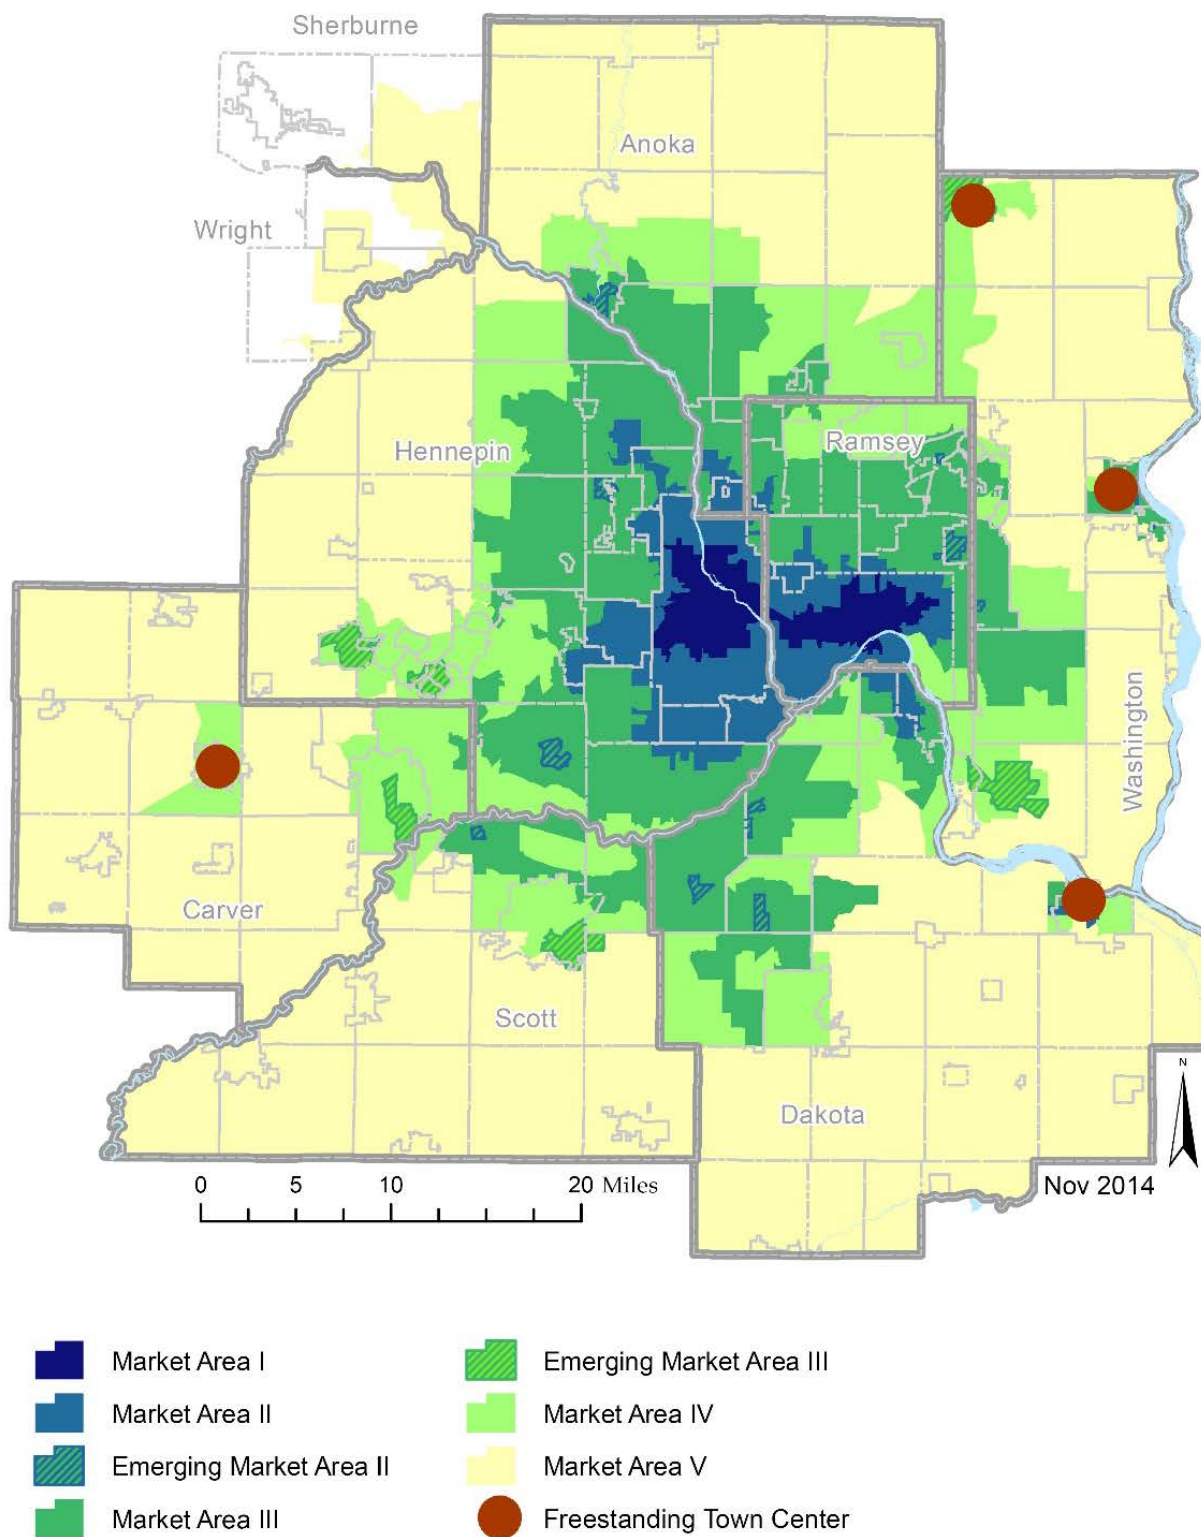 Sherburne
Anoka
Wright
Hennepin
Ramsey
Washington
Carver
Scott
Dakota
N
0 5 10 20 Miles
Nov 2014
Market Area I
Market Area II
Emerging Market Area II
Market Area III
Emerging Market Area III
Market Area IV
Market Area V
Freestanding Town Center